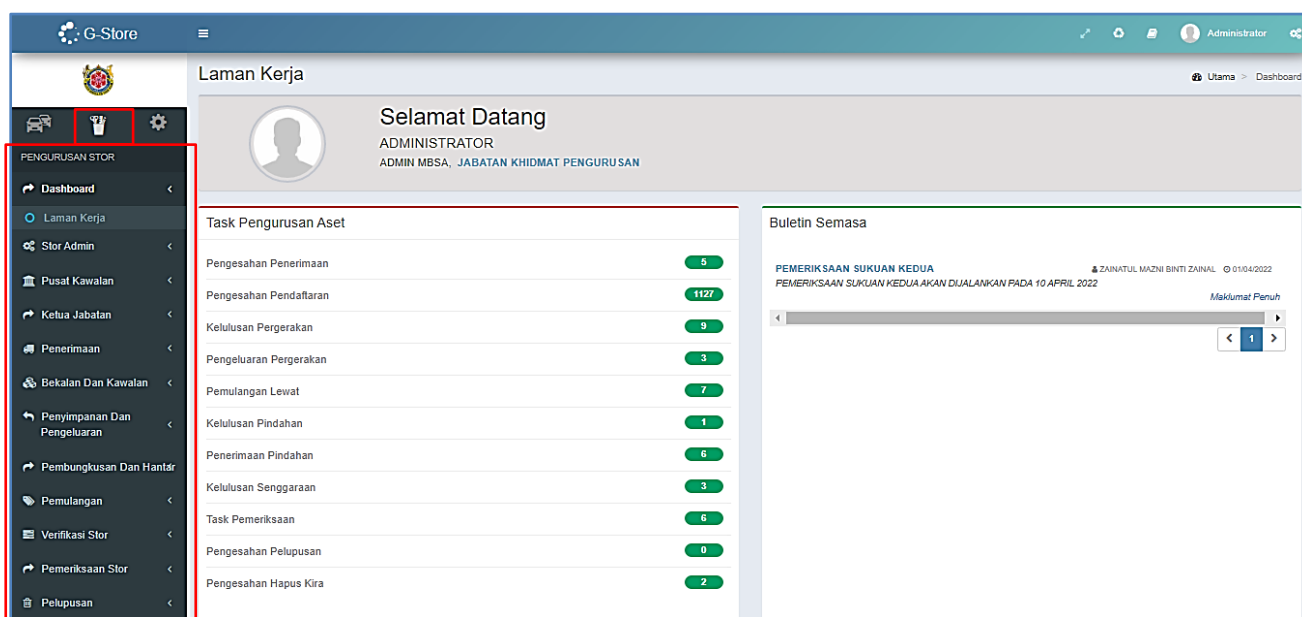 G-Store
Administrator
Laman Kerja
Utama > Dashboard
Selamat Datang
ADMINISTRATOR
ADMIN MBSA, JABATAN KHIDMAT PENGURUSAN
PENGURUSAN STOR
Dashboard
Laman Kerja
Stor Admin
Pusat Kawalan
Ketua Jabatan
Penerimaan
Bekalan Dan Kawalan
Penyimpanan Dan
Pengeluaran
Pembungkusan Dan Hantar
Pemulangan
Verifikasi Stor
Pemeriksaan Stor
Pelupusan
Task Pengurusan Aset
Pengesahan Penerimaan 5
Pengesahan Pendaftaran 1127
Kelulusan Pergerakan 9
Pengeluaran Pergerakan 3
Pemulangan Lewat 7
Kelulusan Pindahan 1
Penerimaan Pindahan 6
Kelulusan Senggaraan 3
Task Pemeriksaan 6
Pengesahan Pelupusan 0
Pengesahan Hapus Kira 2
Buletin Semasa
PEMERIKSAAN SUKUAN KEDUA ZAINATUL MAZNI BINTI ZAINAL 01/04/2022
PEMERIKSAAN SUKUAN KEDUA AKAN DIJALANKAN PADA 10 APRIL 2022
Maklumat Penuh
< 1 >